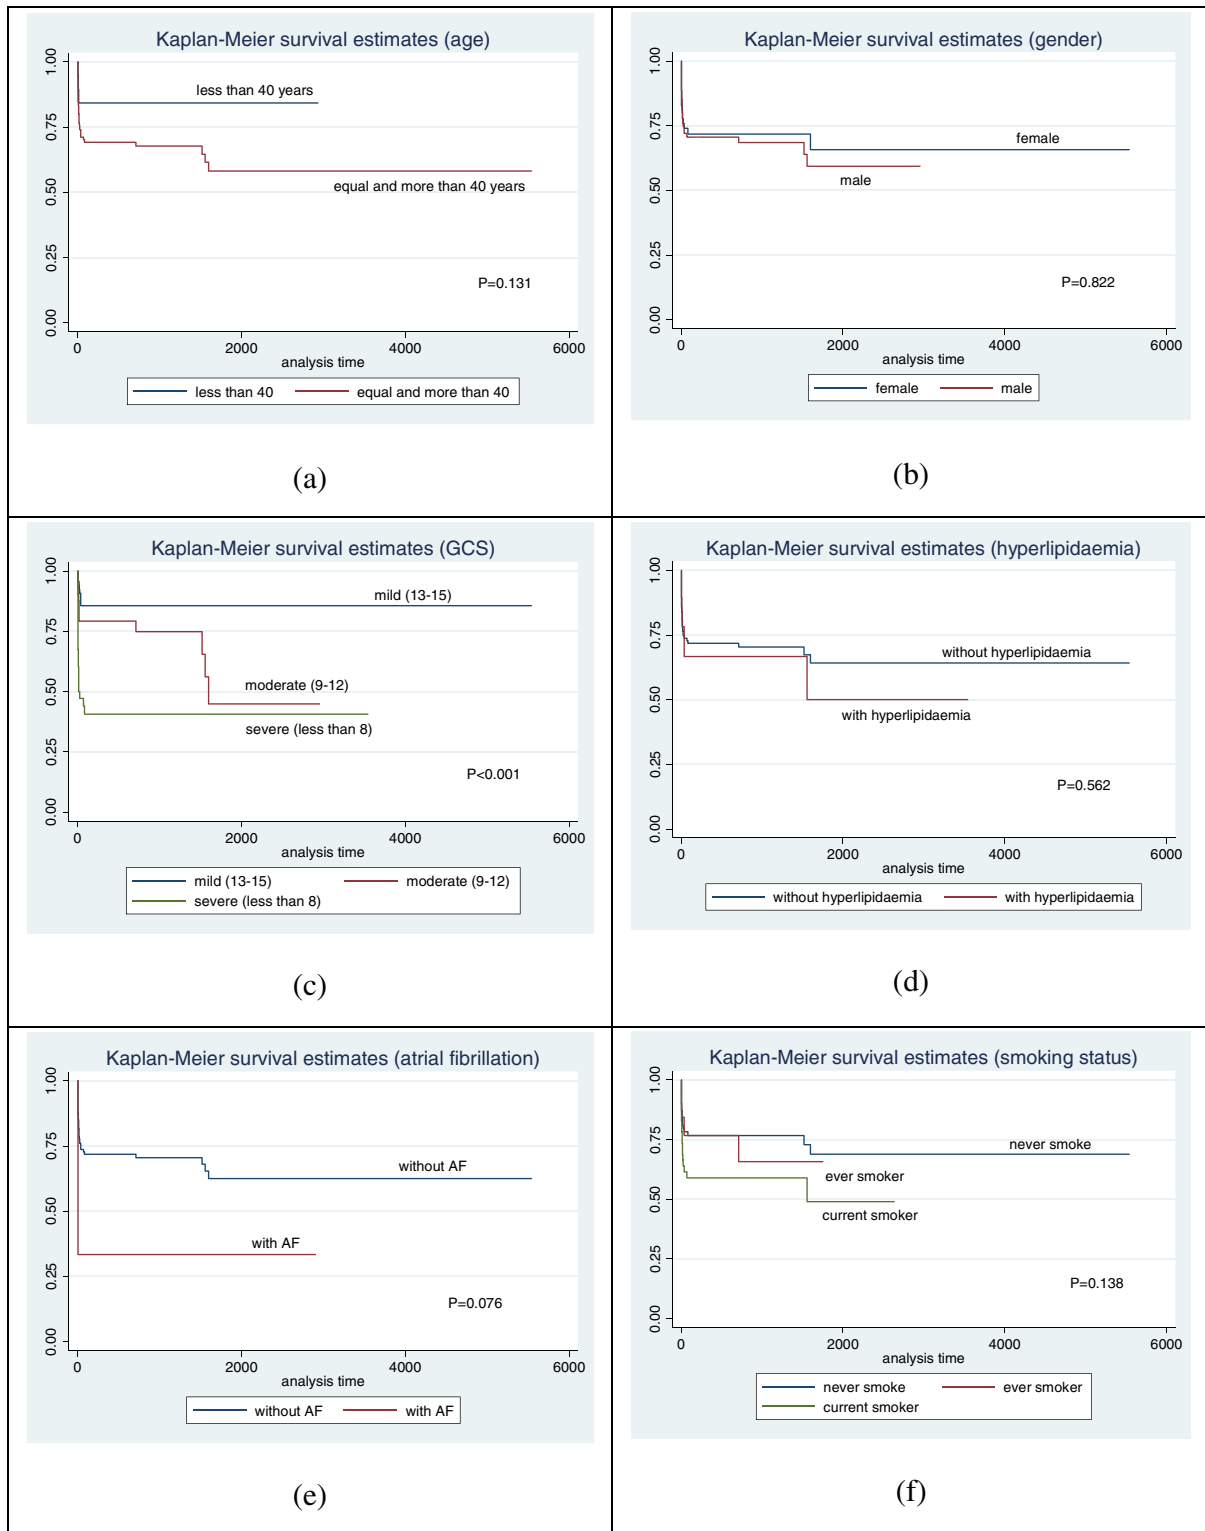 Kaplan-Meier survival estimates (age)
1.00
0.75
0.50
0.25
0.00
less than 40 years
equal and more than 40 years
P=0.131
0 2000 4000 6000
analysis time
less than 40 equal and more than 40
(a)
Kaplan-Meier survival estimates (gender)
1.00
0.75
0.50
0.25
0.00
female
male
P=0.822
0 2000 4000 6000
analysis time
female male
(b)
Kaplan-Meier survival estimates (GCS)
1.00
0.75
0.50
0.25
0.00
mild (13-15)
moderate (9-12)
severe (less than 8)
P<0.001
0 2000 4000 6000
analysis time
mild (13-15) moderate (9-12)
severe (less than 8)
(c)
Kaplan-Meier survival estimates (hyperlipidaemia)
1.00
0.75
0.50
0.25
0.00
without hyperlipidaemia
with hyperlipidaemia
P=0.562
0 2000 4000 6000
analysis time
without hyperlipidaemia with hyperlipidaemia
(d)
Kaplan-Meier survival estimates (atrial fibrillation)
1.00
0.75
0.50
0.25
0.00
without AF
with AF
P=0.076
0 2000 4000 6000
analysis time
without AF with AF
(e)
Kaplan-Meier survival estimates (smoking status)
1.00
0.75
0.50
0.25
0.00
never smoke
ever smoker
current smoker
P=0.138
0 2000 4000 6000
analysis time
never smoke ever smoker
current smoker
(f)